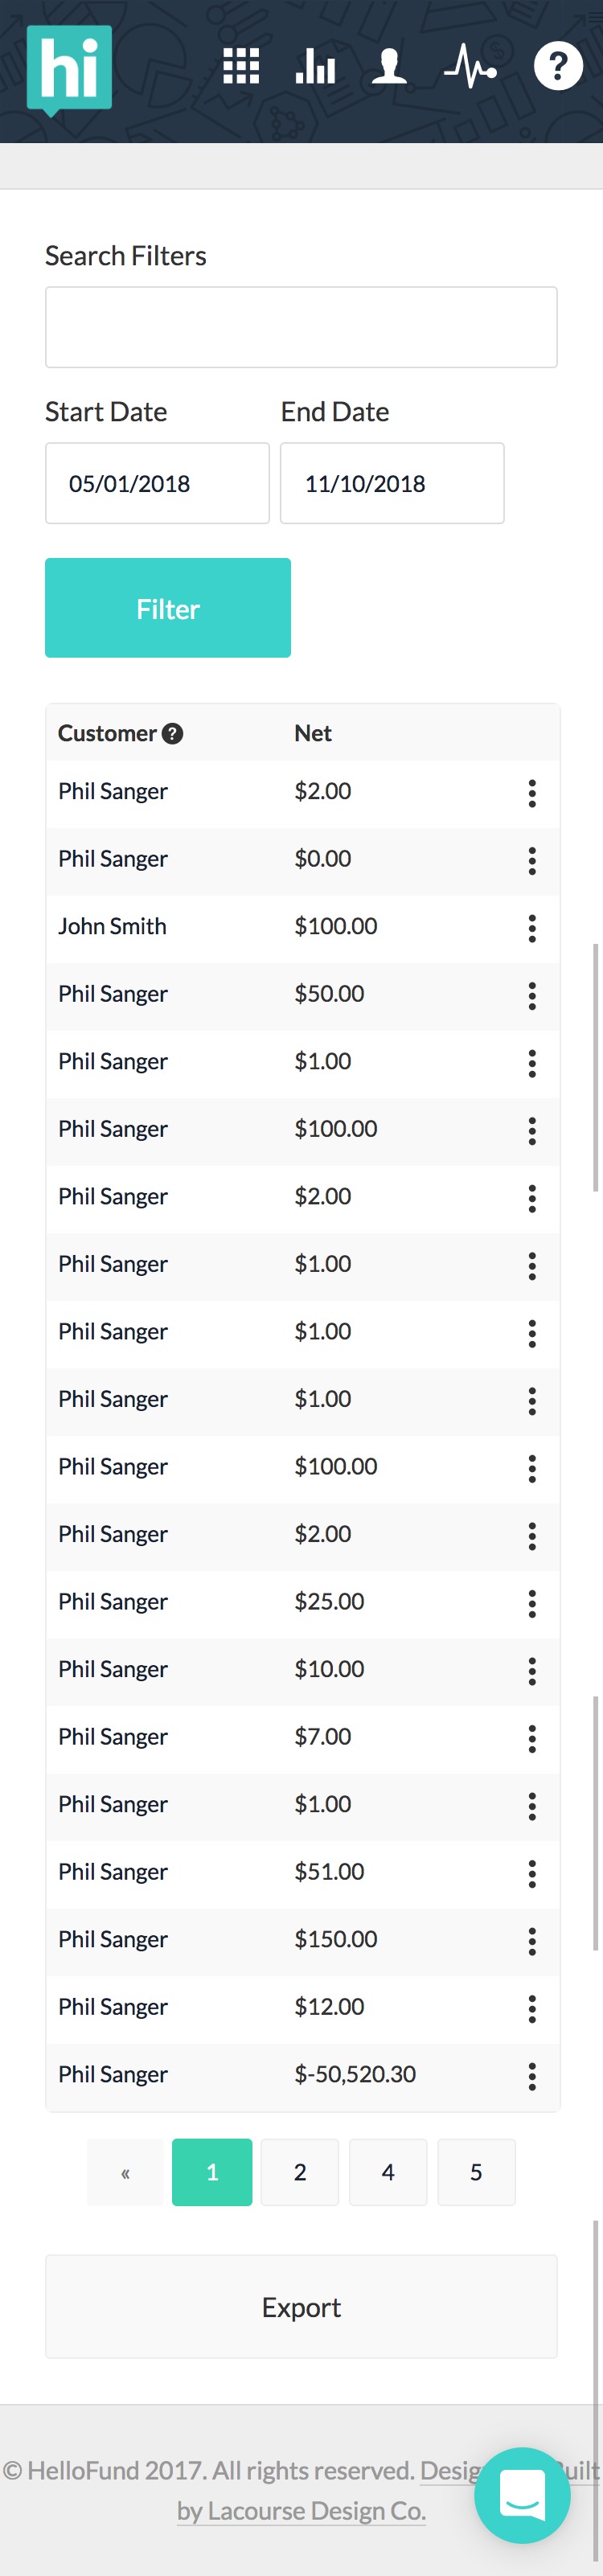 hi
?
Search Filters
Start Date End Date
05/01/2018 11/10/2018
Filter
Customer ? Net
Phil Sanger $2.00
Phil Sanger $0.00
John Smith $100.00
Phil Sanger $50.00
Phil Sanger $1.00
Phil Sanger $100.00
Phil Sanger $2.00
Phil Sanger $1.00
Phil Sanger $1.00
Phil Sanger $1.00
Phil Sanger $100.00
Phil Sanger $2.00
Phil Sanger $25.00
Phil Sanger $10.00
Phil Sanger $7.00
Phil Sanger $1.00
Phil Sanger $51.00
Phil Sanger $150.00
Phil Sanger $12.00
Phil Sanger $-50,520.30
« 1 2 4 5
Export
© HelloFund 2017. All rights reserved.
by Lacourse Design Co.